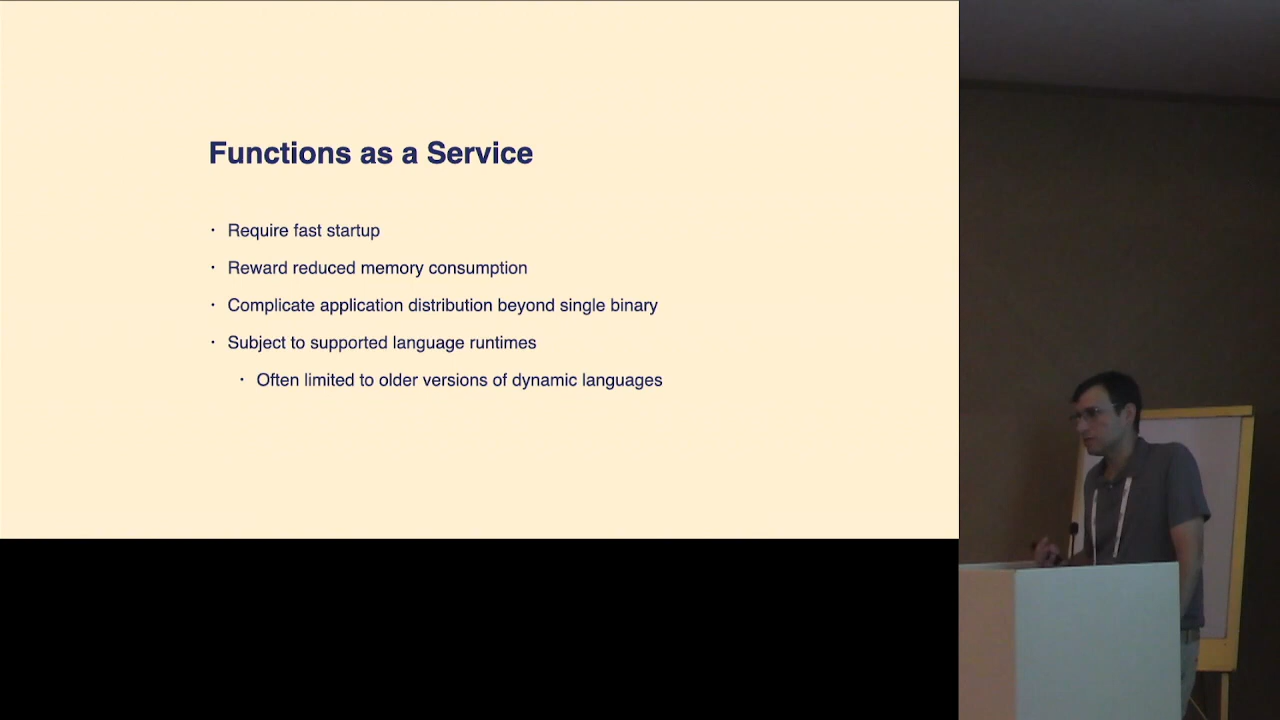 Functions as a Service
· Require fast startup
· Reward reduced memory consumption
· Complicate application distribution beyond single binary
· Subject to supported language runtimes
· Often limited to older versions of dynamic languages